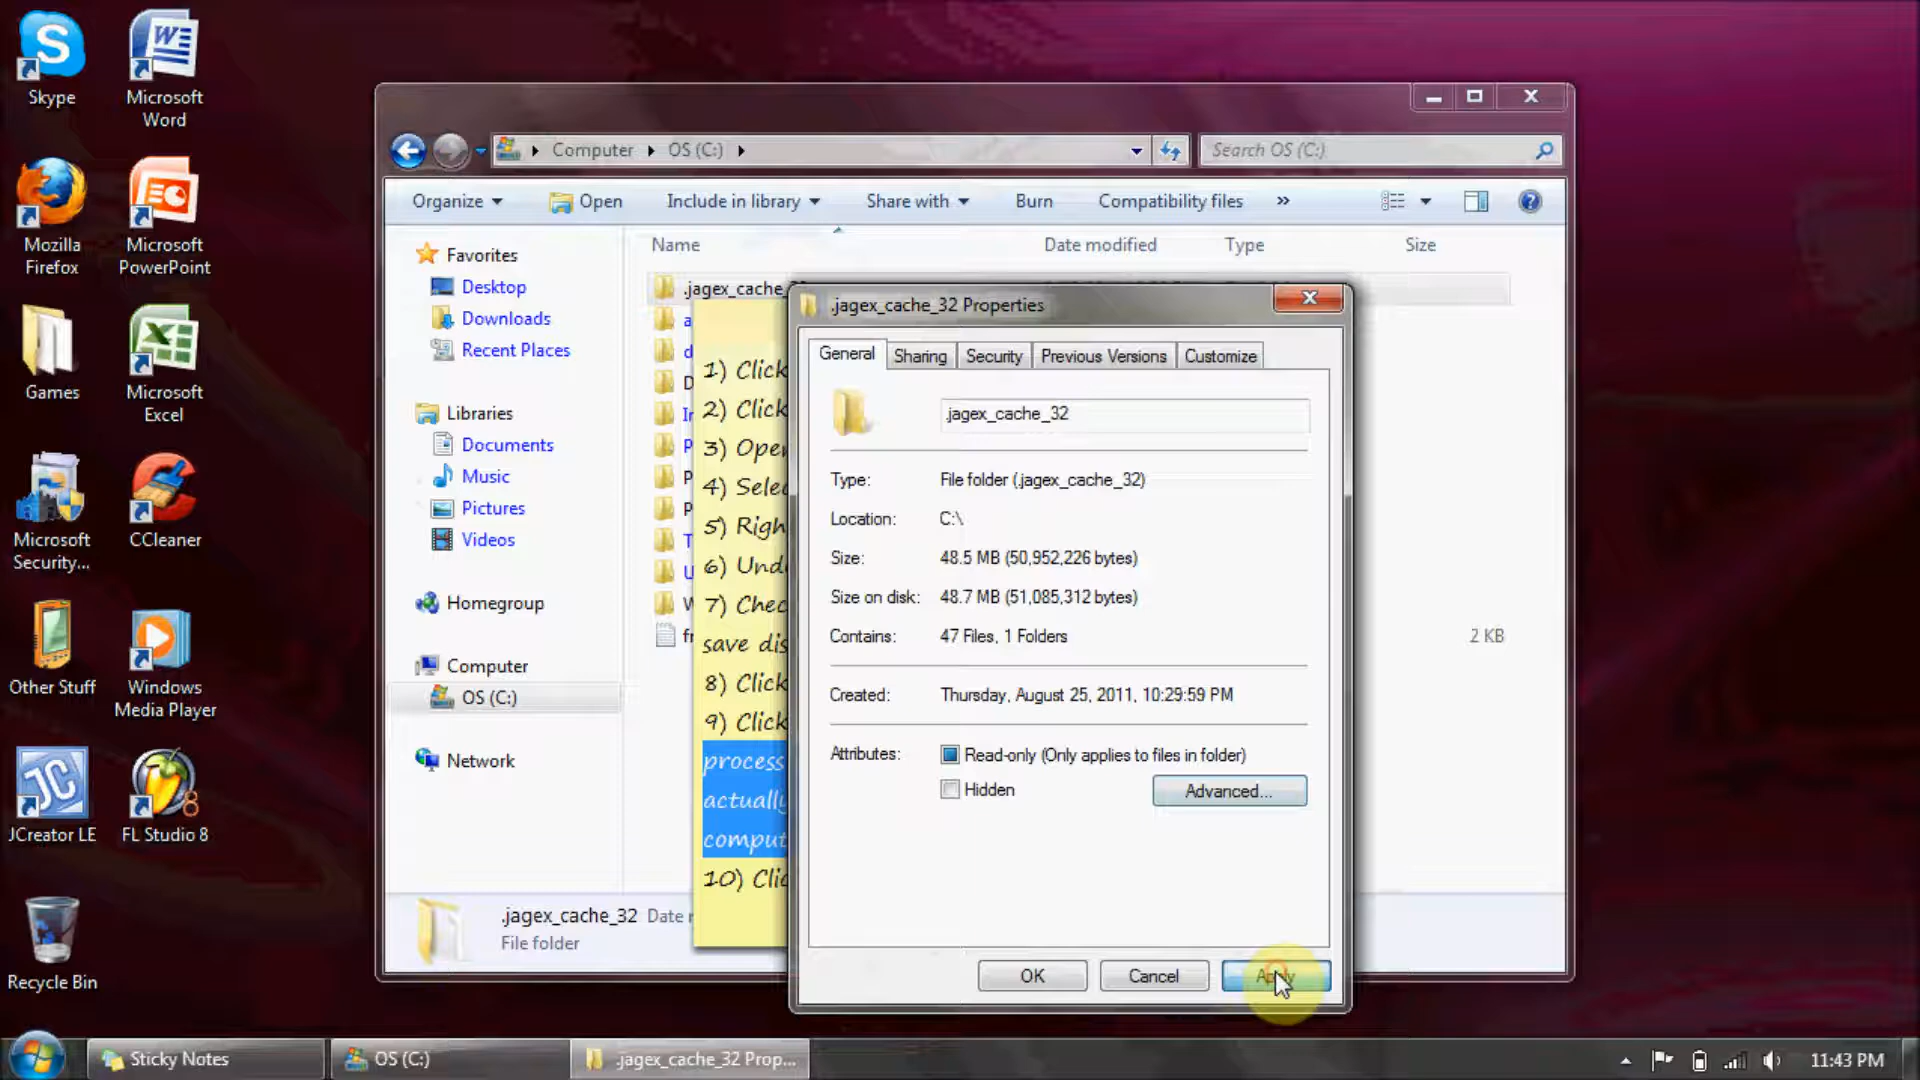 Skype
Microsoft
Word
Mozilla
Firefox
Microsoft
PowerPoint
Games
Microsoft
Excel
Microsoft
Security...
CCleaner
Other Stuff
Windows
Media Player
JCreator LE
FL Studio 8
Recycle Bin
Computer OS (C:)
Search OS (C:)
Organize Open Include in library Share with Burn Compatibility files »
Name Date modified Type Size
Favorites
Desktop
Downloads
Recent Places
Libraries
Documents
Music
Pictures
Videos
Homegroup
Computer
OS (C:)
Network
.jagex_cache_
2 KB
1) Click
2) Click
3) Oper
4) Sele
5) Righ
6) Und
7) Chec
save dis
8) Click
9) Click
process
actually
comput
10) Clic
.jagex_cache_32 Properties
General Sharing Security Previous Versions Customize
.jagex_cache_32
Type: File folder (.jagex_cache_32)
Location: C:\
Size: 48.5 MB (50,952,226 bytes)
Size on disk: 48.7 MB (51,085,312 bytes)
Contains: 47 Files, 1 Folders
Created: Thursday, August 25, 2011, 10:29:59 PM
Attributes: Read-only (Only applies to files in folder)
Hidden Advanced...
OK Cancel Apply
.jagex_cache_32 Date
File folder
Sticky Notes OS (C:) .jagex_cache_32 Prop... 11:43 PM